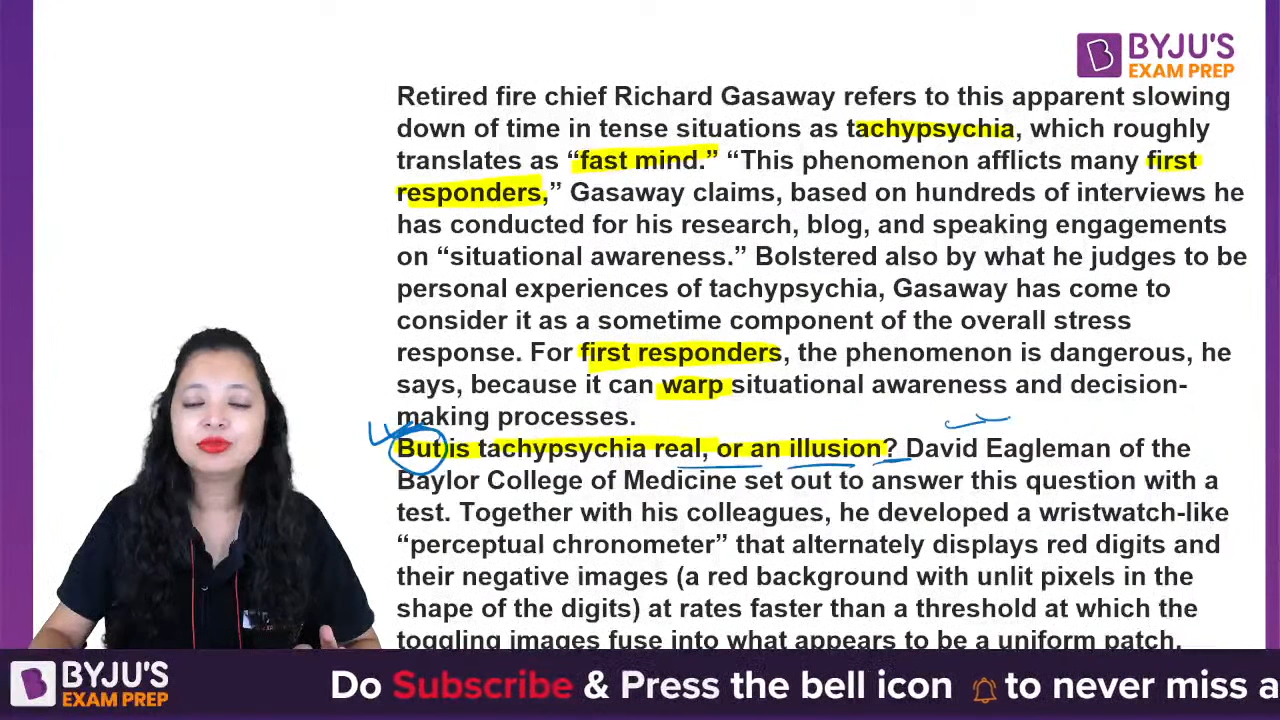 BYJU'S
EXAM PREP
Retired fire chief Richard Gasaway refers to this apparent slowing
down of time in tense situations as tachypsychia, which roughly
translates as “fast mind.” “This phenomenon afflicts many first
responders,” Gasaway claims, based on hundreds of interviews he
has conducted for his research, blog, and speaking engagements
on “situational awareness.” Bolstered also by what he judges to be
personal experiences of tachypsychia, Gasaway has come to
consider it as a sometime component of the overall stress
response. For first responders, the phenomenon is dangerous, he
says, because it can warp situational awareness and decision-
making processes.
But is tachypsychia real, or an illusion? David Eagleman of the
Baylor College of Medicine set out to answer this question with a
test. Together with his colleagues, he developed a wristwatch-like
“perceptual chronometer” that alternately displays red digits and
their negative images (a red background with unlit pixels in the
shape of the digits) at rates faster than a threshold at which the
toggling images fuse into what appears to be a uniform patch.
BYJU'S
EXAM PREP
Do Subscribe & Press the bell icon to never miss a